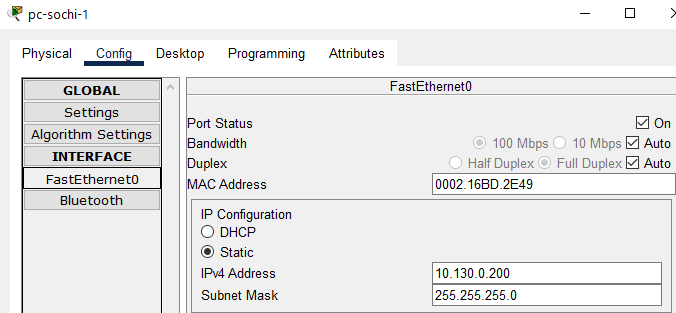 pc-sochi-1
Physical Config Desktop Programming Attributes
GLOBAL
Settings
Algorithm Settings
INTERFACE
FastEthernet0
Bluetooth
FastEthernet0
Port Status On
Bandwidth 100 Mbps 10 Mbps Auto
Duplex Half Duplex Full Duplex Auto
MAC Address 0002.16BD.2E49
IP Configuration
DHCP
Static
IPv4 Address 10.130.0.200
Subnet Mask 255.255.255.0